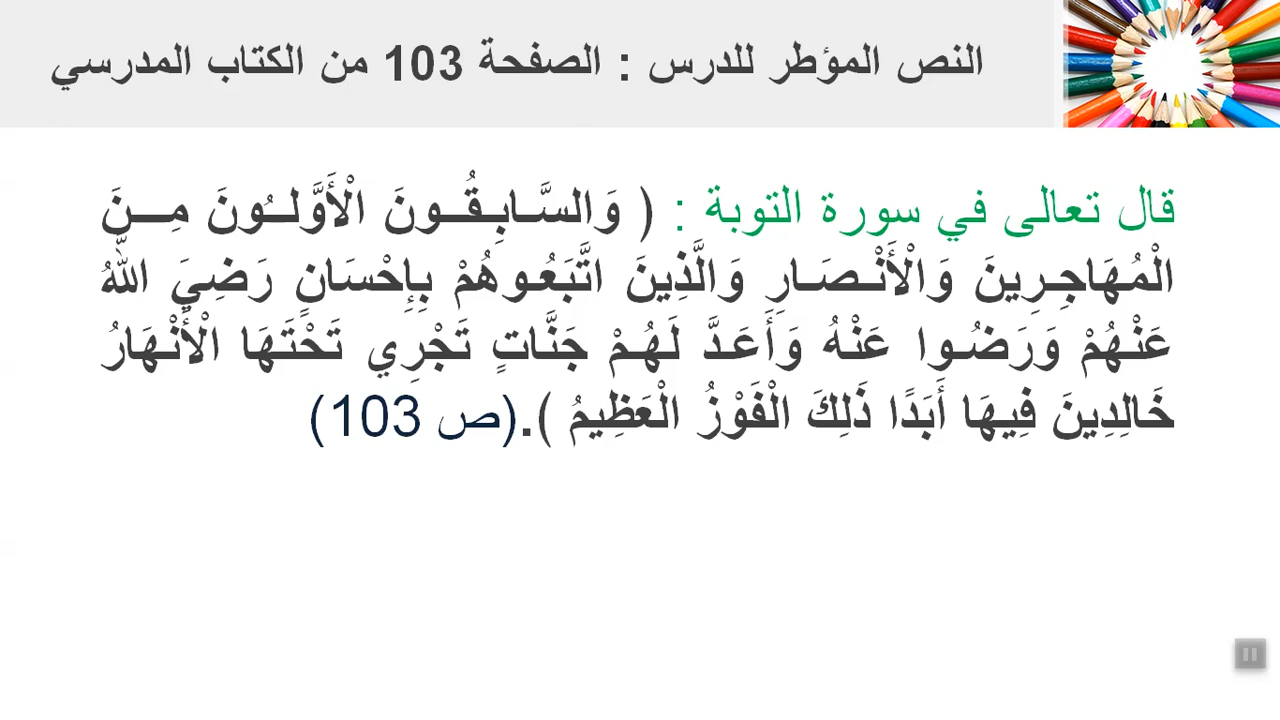 النص المؤطر للدرس : الصفحة 103 من الكتاب المدرسي
قال تعالى في سورة التوبة : ( وَالسَّابِقُونَ الْأَوَّلُونَ مِنَ
الْمُهَاجِرِينَ وَالْأَنْصَارِ وَالَّذِينَ اتَّبَعُوهُمْ بِإِحْسَانٍ رَضِيَ اللَّهُ
عَنْهُمْ وَرَضُوا عَنْهُ وَأَعَدَّ لَهُمْ جَنَّاتٍ تَجْرِي تَحْتَهَا الْأَنْهَارُ
خَالِدِينَ فِيهَا أَبَدًا ذَلِكَ الْفَوْزُ الْعَظِيمُ ).(ص 103)